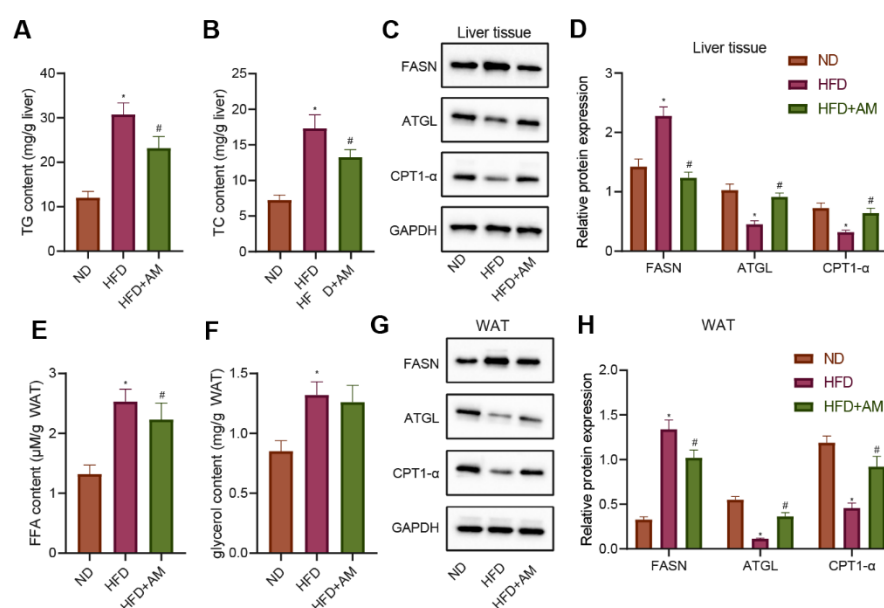 A
TG content (mg/g liver)
40
30
20
10
0
*
#
ND
HFD
HFD+AM
B
TC content (mg/g liver)
25
20
15
10
5
0
*
#
ND
HFD
HF D+AM
C
Liver tissue
FASN
ATGL
CPT1-α
GAPDH
ND
HFD
HFD+AM
D
Liver tissue
ND
HFD
HFD+AM
Relative protein expression
3
2
1
0
* #
* #
* #
FASN ATGL CPT1-α
E
FFA content (μM/g WAT)
3
2
1
0
*
#
ND
HFD
HFD+AM
F
glycerol content (mg/g WAT)
1.5
1.0
0.5
0.0
*
ND
HFD
HFD+AM
G
WAT
FASN
ATGL
CPT1-α
GAPDH
ND
HFD
HFD+AM
H
WAT
ND
HFD
HFD+AM
Relative protein expression
2.0
1.5
1.0
0.5
0.0
* #
* #
* #
FASN ATGL CPT1-α